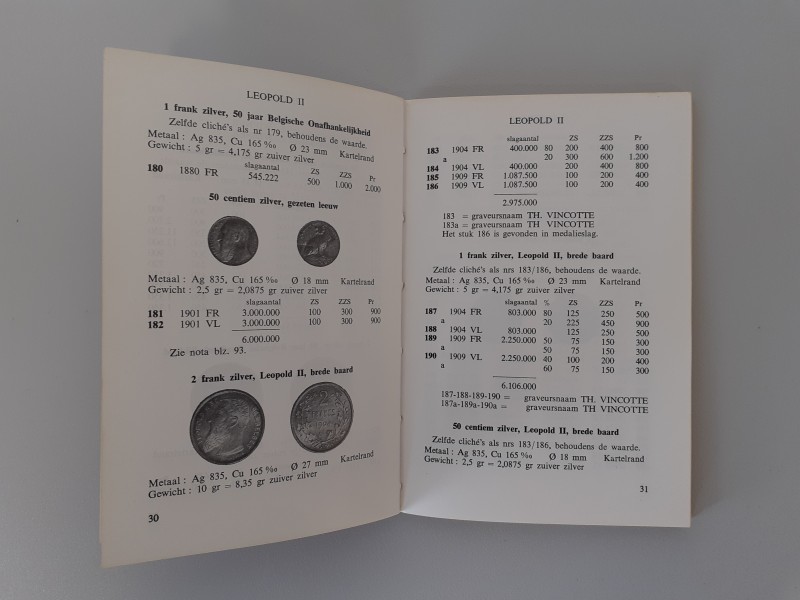 LEOPOLD II
1 frank zilver, 50 jaar Belgische Onafhankelijkheid
Zelfde cliché's als nr 179, behoudens de waarde.
Metaal : Ag 835, Cu 165 ‰ Ø 23 mm Kartelrand
Gewicht : 5 gr = 4,175 gr zuiver zilver
slagaantal ZS ZZS Pr
180 1880 FR 545.222 500 1.000 2.000
50 centiem zilver, gezeten leeuw
Metaal : Ag 835, Cu 165 ‰ Ø 18 mm Kartelrand
Gewicht : 2,5 gr = 2,0875 gr zuiver zilver
slagaantal ZS ZZS Pr
181 1901 FR 3.000.000 100 300 900
182 1901 VL 3.000.000 100 300 900
6.000.000
Zie nota blz. 93.
2 frank zilver, Leopold II, brede baard
Metaal : Ag 835, Cu 165 ‰ Ø 27 mm Kartelrand
Gewicht : 10 gr = 8,35 gr zuiver zilver
30
LEOPOLD II
slagaantal ZS ZZS Pr
183 1904 FR 400.000 80 200 400 800
a 20 300 600 1.200
184 1904 VL 400.000 200 400 800
185 1909 FR 1.087.500 100 200 400
186 1909 VL 1.087.500 100 200 400
2.975.000
183 = graveursnaam TH. VINCOTTE
183a = graveursnaam TH VINCOTTE
Het stuk 186 is gevonden in medalieslag.
1 frank zilver, Leopold II, brede baard
Zelfde cliché's als nrs 183/186, behoudens de waarde.
Metaal : Ag 835, Cu 165 ‰ Ø 23 mm Kartelrand
Gewicht : 5 gr = 4,175 gr zuiver zilver
slagaantal % ZS ZZS Pr
187 1904 FR 803.000 80 125 250 500
a 20 225 450 900
188 1904 VL 803.000 125 250 500
189 1909 FR 2.250.000 50 75 150 300
a 50 75 150 300
190 1909 VL 2.250.000 40 100 200 400
a 60 75 150 300
6.106.000
187-188-189-190 = graveursnaam TH. VINCOTTE
187a-189a-190a = graveursnaam TH VINCOTTE
50 centiem zilver, Leopold II, brede baard
Zelfde cliché's als nrs 183/186, behoudens de waarde.
Metaal : Ag 835, Cu 165 ‰ Ø 18 mm Kartelrand
Gewicht : 2,5 gr = 2,0875 gr zuiver zilver
31